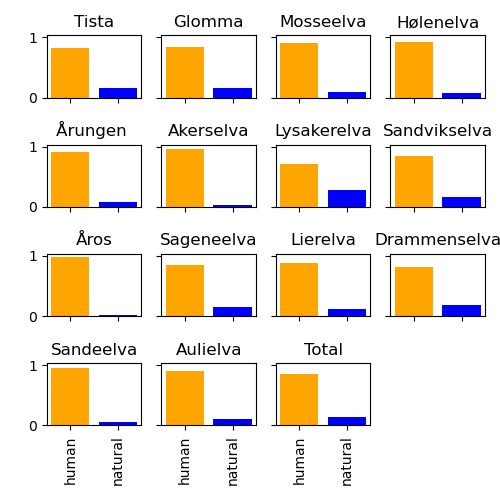 Tista Glomma Mosseelva Hølenelva
1
0
Årungen Akerselva Lysakerelva Sandvikselva
1
0
Åros Sageneelva Lierelva Drammenselva
1
0
Sandeelva Aulielva Total
1
0
human natural human natural human natural